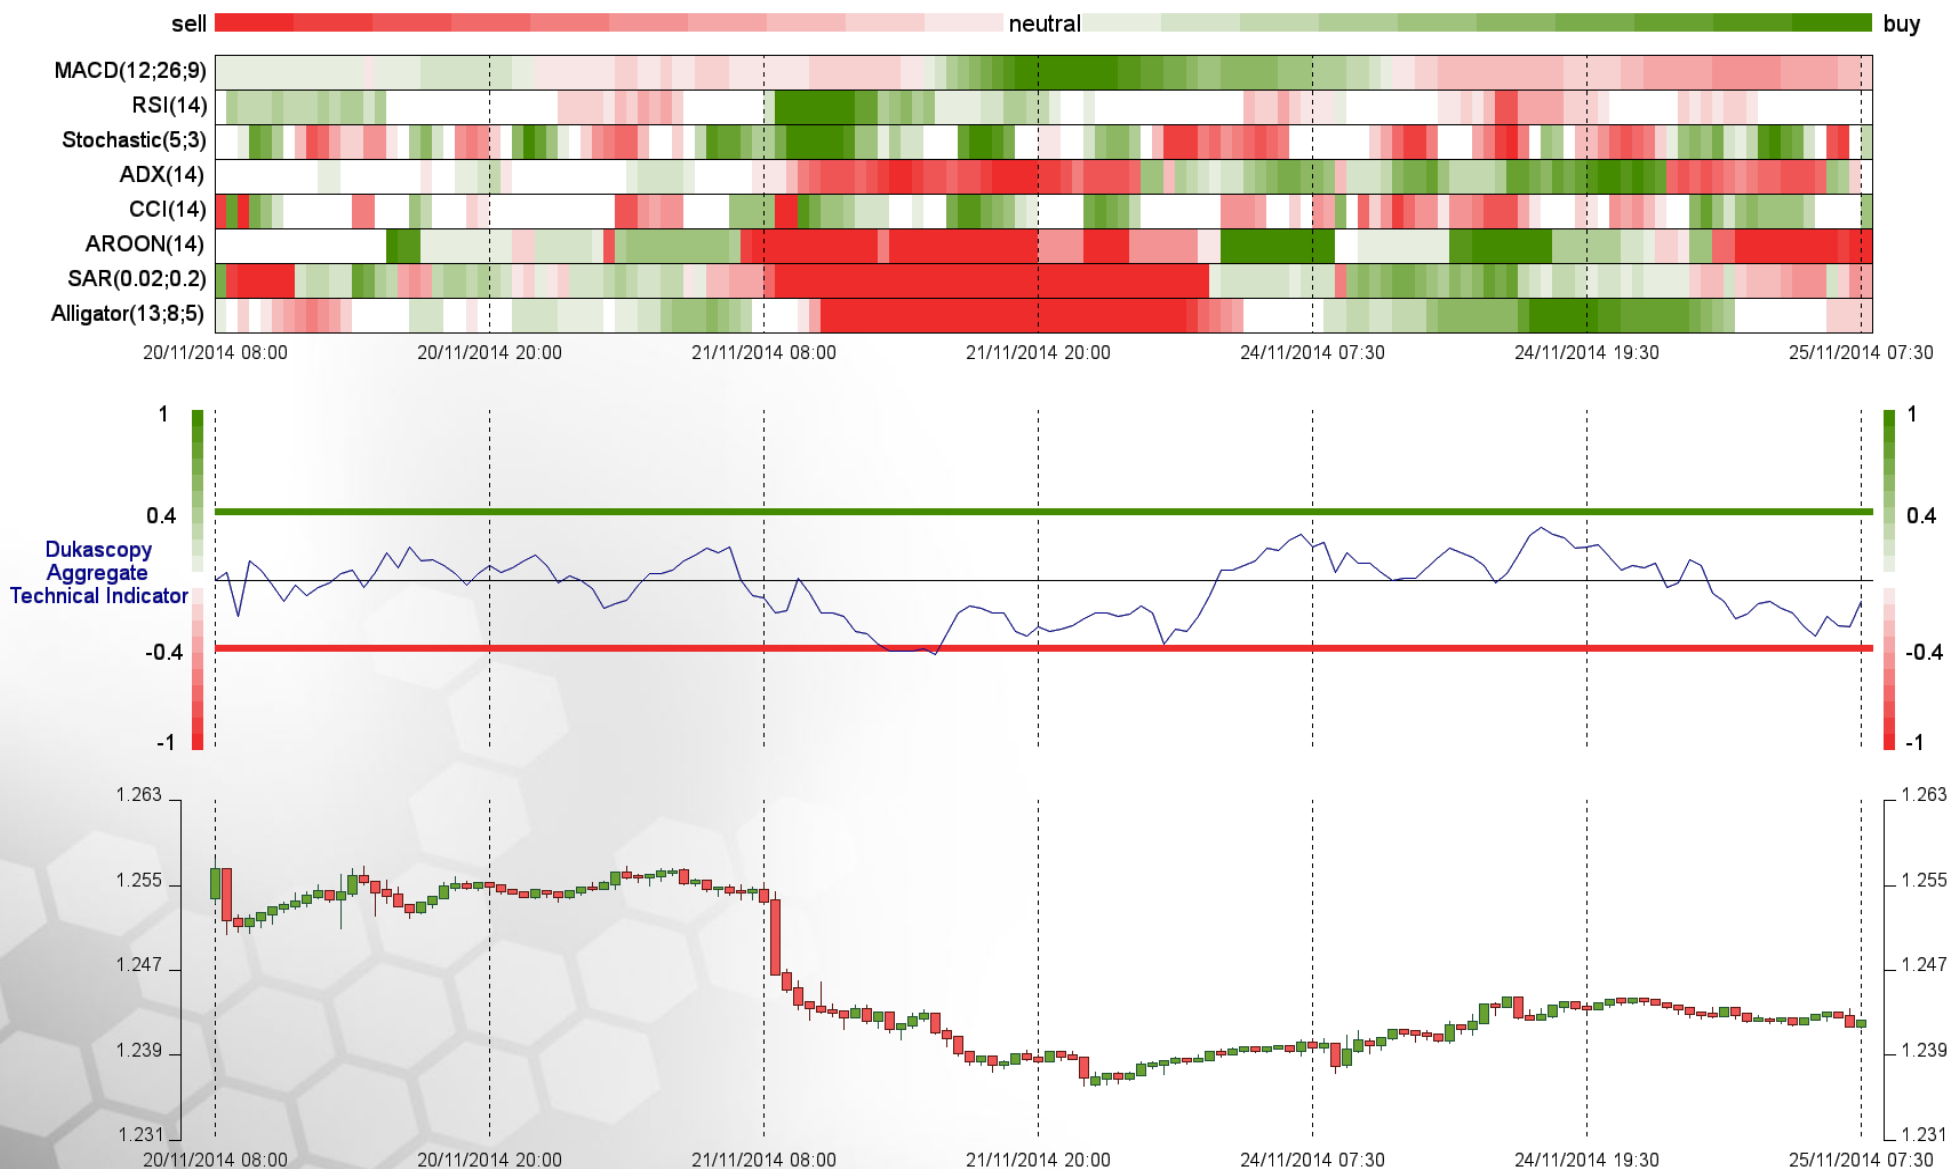 sell neutral buy
MACD(12;26;9)
RSI(14)
Stochastic(5;3)
ADX(14)
CCI(14)
AROON(14)
SAR(0.02;0.2)
Alligator(13;8;5)
20/11/2014 08:00 20/11/2014 20:00 21/11/2014 08:00 21/11/2014 20:00 24/11/2014 07:30 24/11/2014 19:30 25/11/2014 07:30
1 1
0.4 0.4
Dukascopy
Aggregate
Technical Indicator
-0.4 -0.4
-1 -1
1.263 1.263
1.255 1.255
1.247 1.247
1.239 1.239
1.231 1.231
20/11/2014 08:00 20/11/2014 20:00 21/11/2014 08:00 21/11/2014 20:00 24/11/2014 07:30 24/11/2014 19:30 25/11/2014 07:30